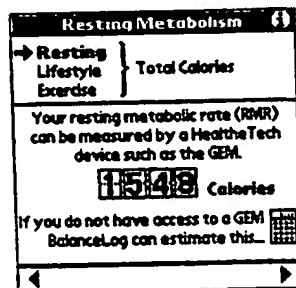 Resting Metabolism
Resting
Lifestyle
Exercise
Total Calories
Your resting metabolic rate (RMR)
can be measured by a HealtheTech
device such as the GEM.
1548 Calories
If you do not have access to a GEM
BalanceLog can estimate this...